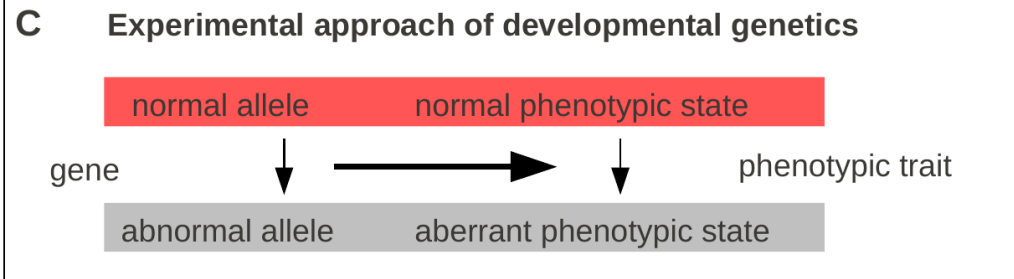 C Experimental approach of developmental genetics
normal allele normal phenotypic state
gene phenotypic trait
abnormal allele aberrant phenotypic state